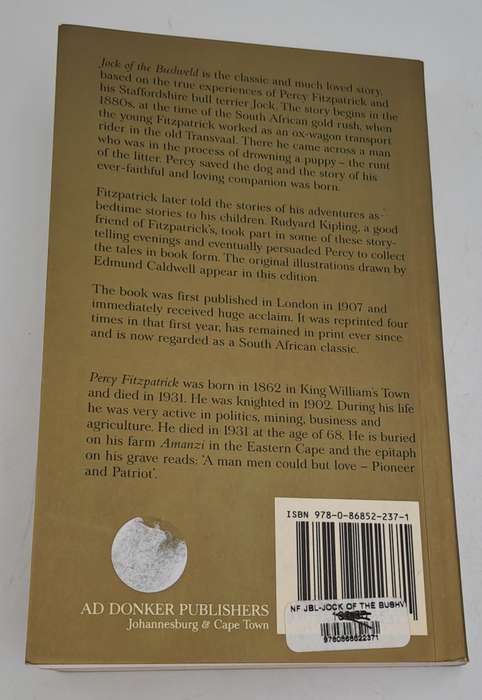 Jock of the Bushveld is the classic and much loved story,
based on the true experiences of Percy Fitzpatrick and
his Staffordshire bull terrier Jock. The story begins in the
1880s, at the time of the South African gold rush, when
the young Fitzpatrick worked as an ox-wagon transport
rider in the old Transvaal. There he came across a man
who was in the process of drowning a puppy – the runt
of the litter. Percy saved the dog and the story of his
ever-faithful and loving companion was born.
Fitzpatrick later told the stories of his adventures as
bedtime stories to his children. Rudyard Kipling, a good
friend of Fitzpatrick's, took part in some of these story-
telling evenings and eventually persuaded Percy to collect
the tales in book form. The original illustrations drawn by
Edmund Caldwell appear in this edition.
The book was first published in London in 1907 and
immediately received huge acclaim. It was reprinted four
times in that first year, has remained in print ever since
and is now regarded as a South African classic.
Percy Fitzpatrick was born in 1862 in King William's Town
and died in 1931. He was knighted in 1902. During his life
he was very active in politics, mining, business and
agriculture. He died in 1931 at the age of 68. He is buried
on his farm Amanzi in the Eastern Cape and the epitaph
on his grave reads: 'A man men could but love – Pioneer
and Patriot'.
ISBN 978-0-86852-237-1
NF JBL-JOCK OF THE BUSHV
9780868522371
AD DONKER PUBLISHERS
Johannesburg & Cape Town